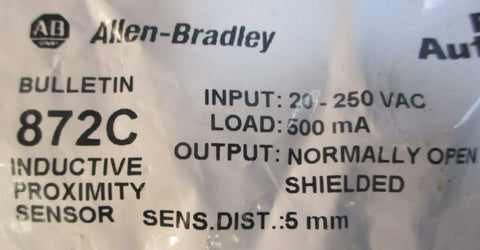 AB Allen-Bradley
Aut
BULLETIN
872C
INDUCTIVE
PROXIMITY
SENSOR
INPUT: 20 - 250 VAC
LOAD: 500 mA
OUTPUT: NORMALLY OPEN
SHIELDED
SENS.DIST.:5 mm